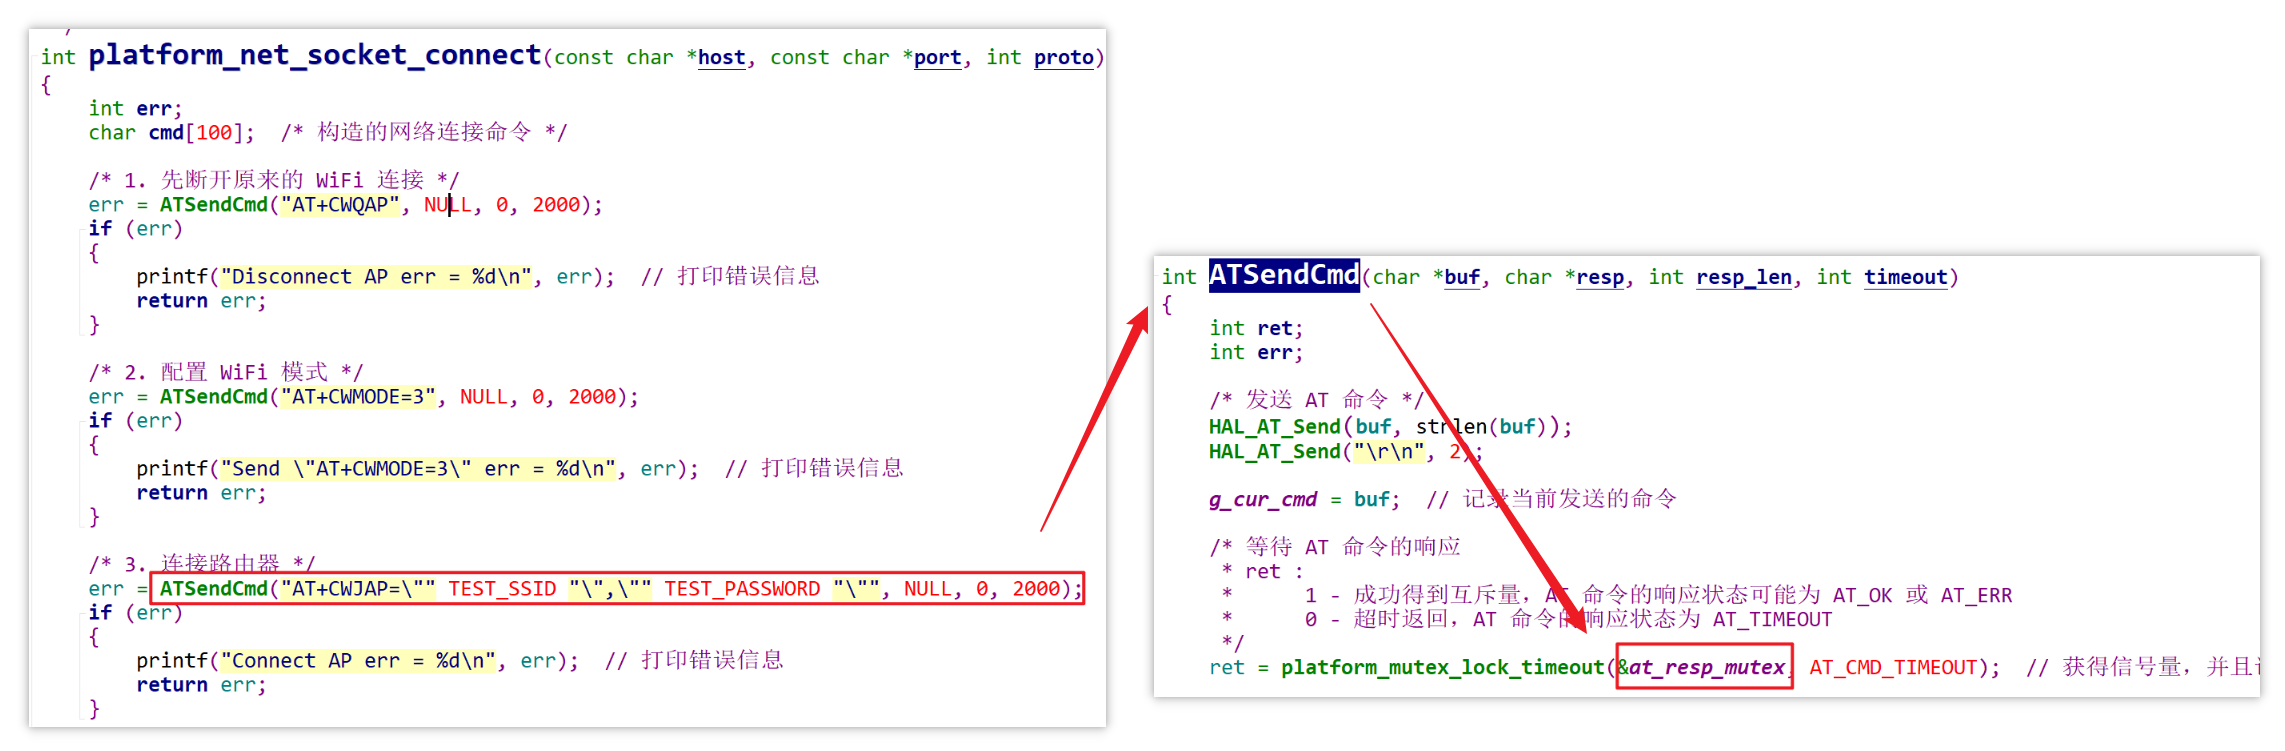 int platform_net_socket_connect(const char *host, const char *port, int proto)
{
    int err;
    char cmd[100];  /* 构造的网络连接命令 */

    /* 1. 先断开原来的 WiFi 连接 */
    err = ATSendCmd("AT+CWQAP", NULL, 0, 2000);
    if (err)
    {
        printf("Disconnect AP err = %d\n", err);  // 打印错误信息
        return err;
    }

    /* 2. 配置 WiFi 模式 */
    err = ATSendCmd("AT+CWMODE=3", NULL, 0, 2000);
    if (err)
    {
        printf("Send \"AT+CWMODE=3\" err = %d\n", err);  // 打印错误信息
        return err;
    }

    /* 3. 连接路由器 */
    err = ATSendCmd("AT+CWJAP=\"" TEST_SSID "\",\"" TEST_PASSWORD "\"", NULL, 0, 2000);
    if (err)
    {
        printf("Connect AP err = %d\n", err);  // 打印错误信息
        return err;
    }
int ATSendCmd(char *buf, char *resp, int resp_len, int timeout)
{
    int ret;
    int err;

    /* 发送 AT 命令 */
    HAL_AT_Send(buf, strlen(buf));
    HAL_AT_Send("\r\n", 2);

    g_cur_cmd = buf;  // 记录当前发送的命令

    /* 等待 AT 命令的响应
     * ret :
     *      1 - 成功得到互斥量，AT 命令的响应状态可能为 AT_OK 或 AT_ERR
     *      0 - 超时返回，AT 命令的响应状态为 AT_TIMEOUT
     */
    ret = platform_mutex_lock_timeout(&at_resp_mutex, AT_CMD_TIMEOUT);  // 获得信号量，并且